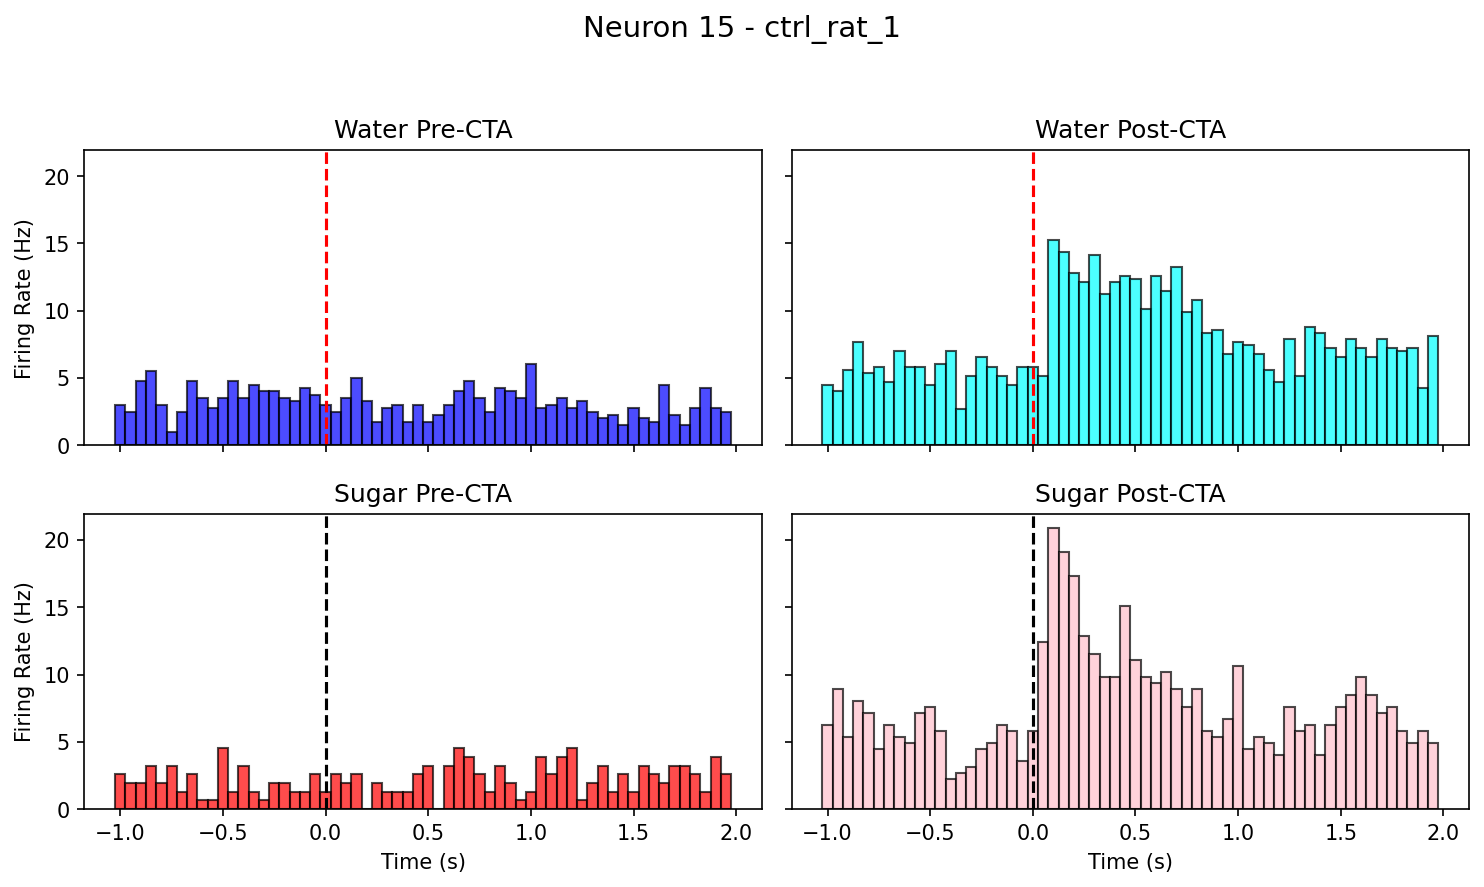 Neuron 15 - ctrl_rat_1
Water Pre-CTA
Water Post-CTA
Firing Rate (Hz)
20
15
10
5
0
Sugar Pre-CTA
Sugar Post-CTA
Firing Rate (Hz)
20
15
10
5
0
−1.0 −0.5 0.0 0.5 1.0 1.5 2.0
−1.0 −0.5 0.0 0.5 1.0 1.5 2.0
Time (s)
Time (s)